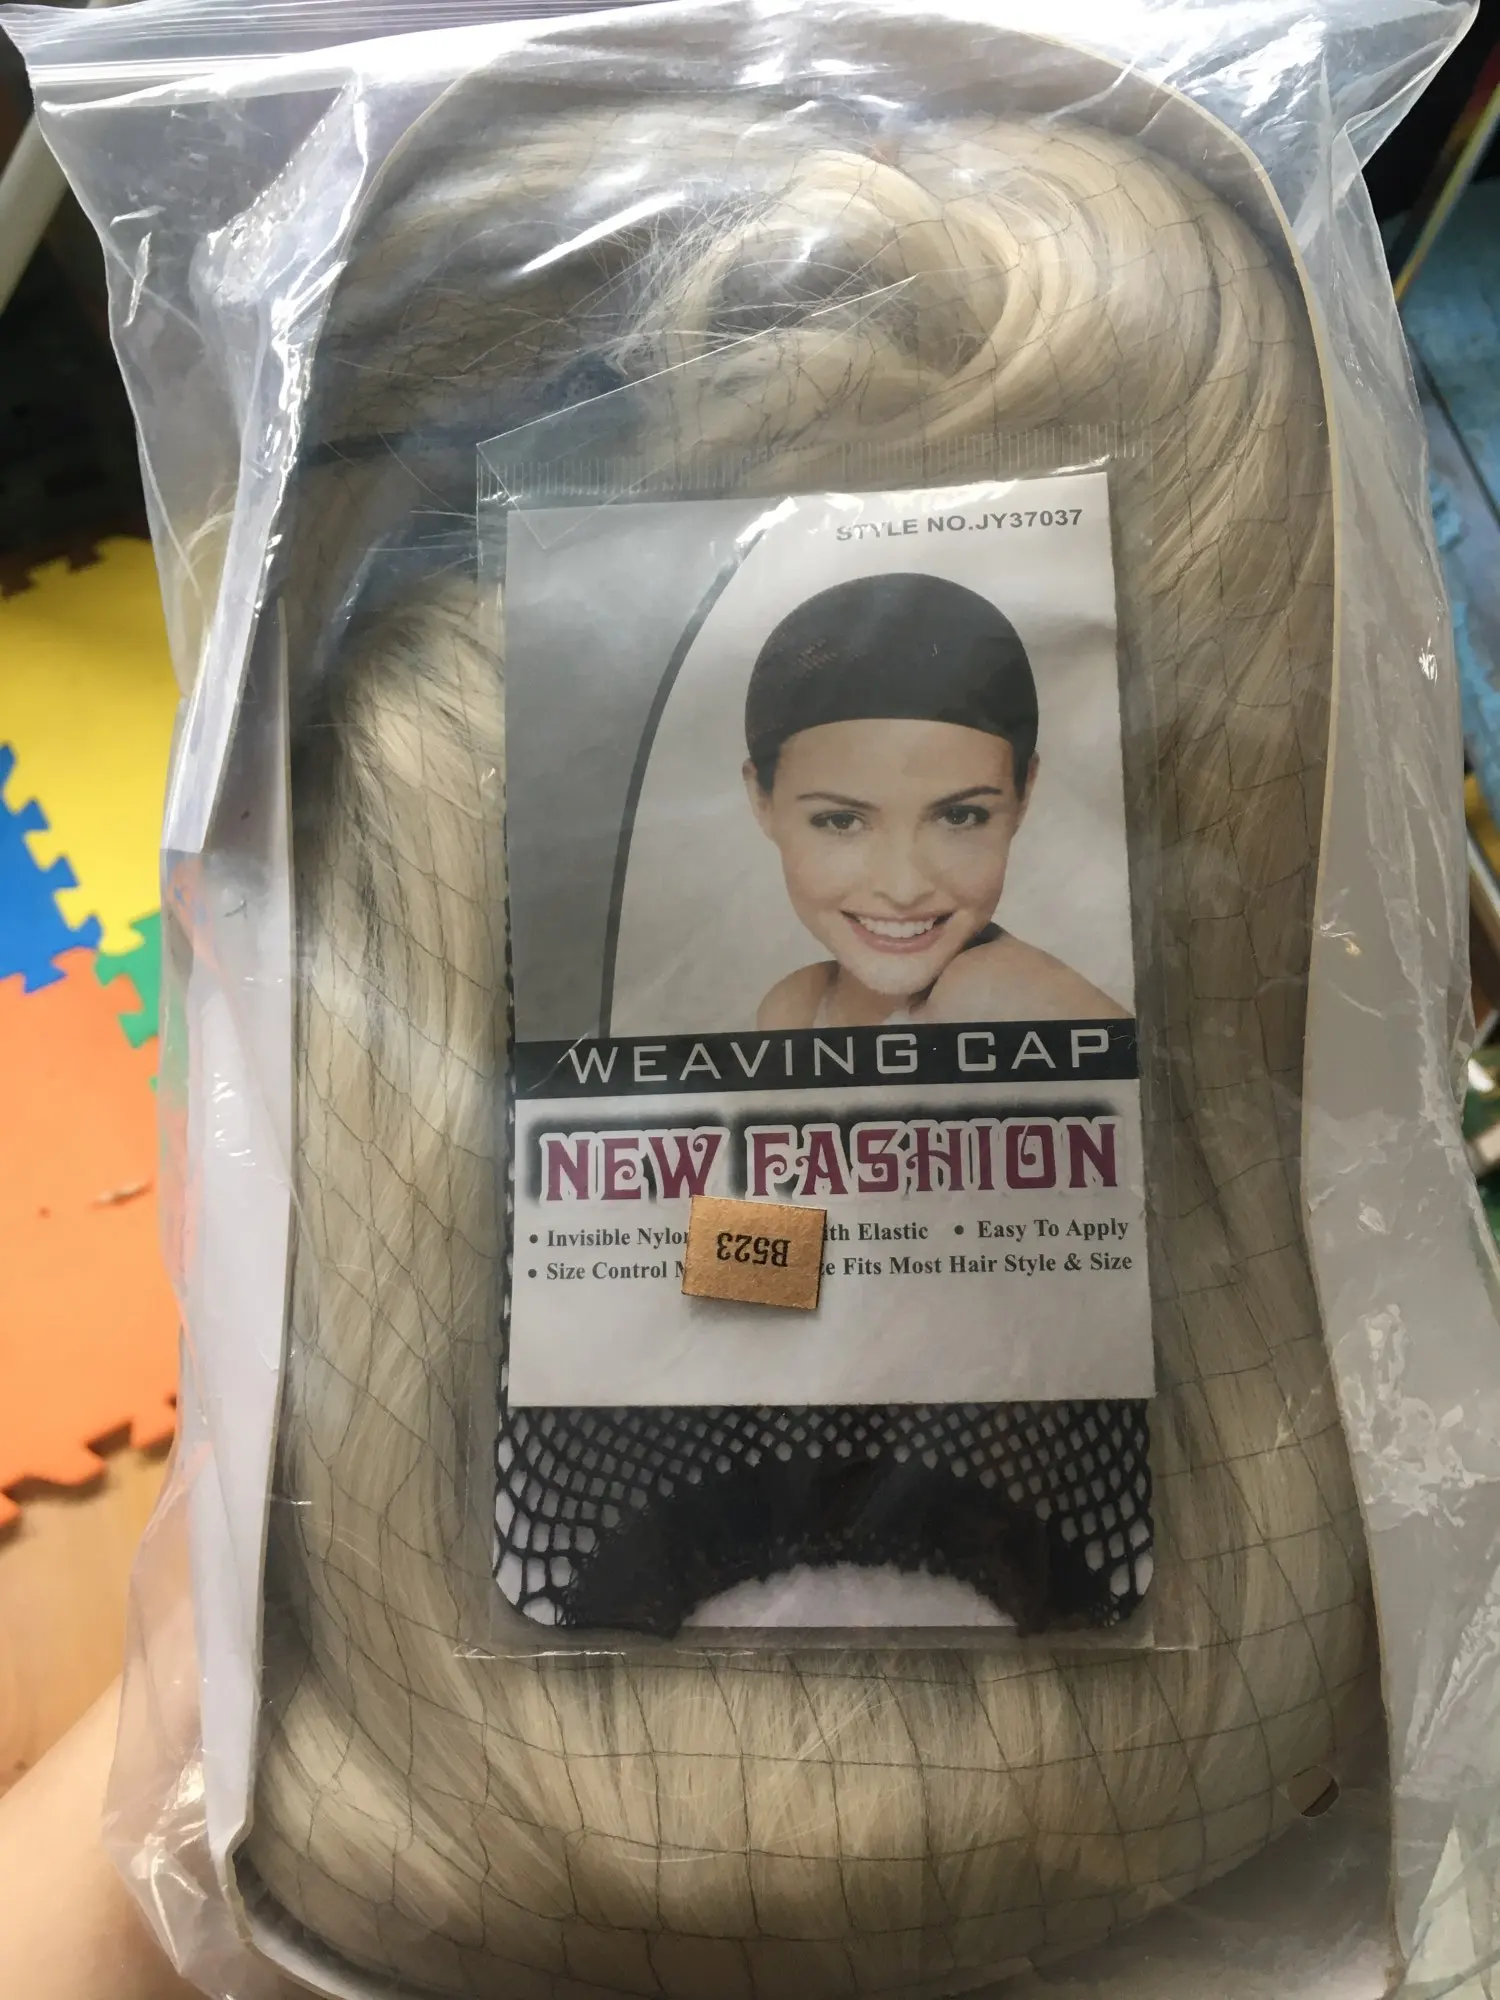 STYLE NO.JY37037
WEAVING CAP
NEW FASHION
• Invisible Nylon ith Elastic • Easy To Apply
• Size Control Fits Most Hair Style & Size
B523